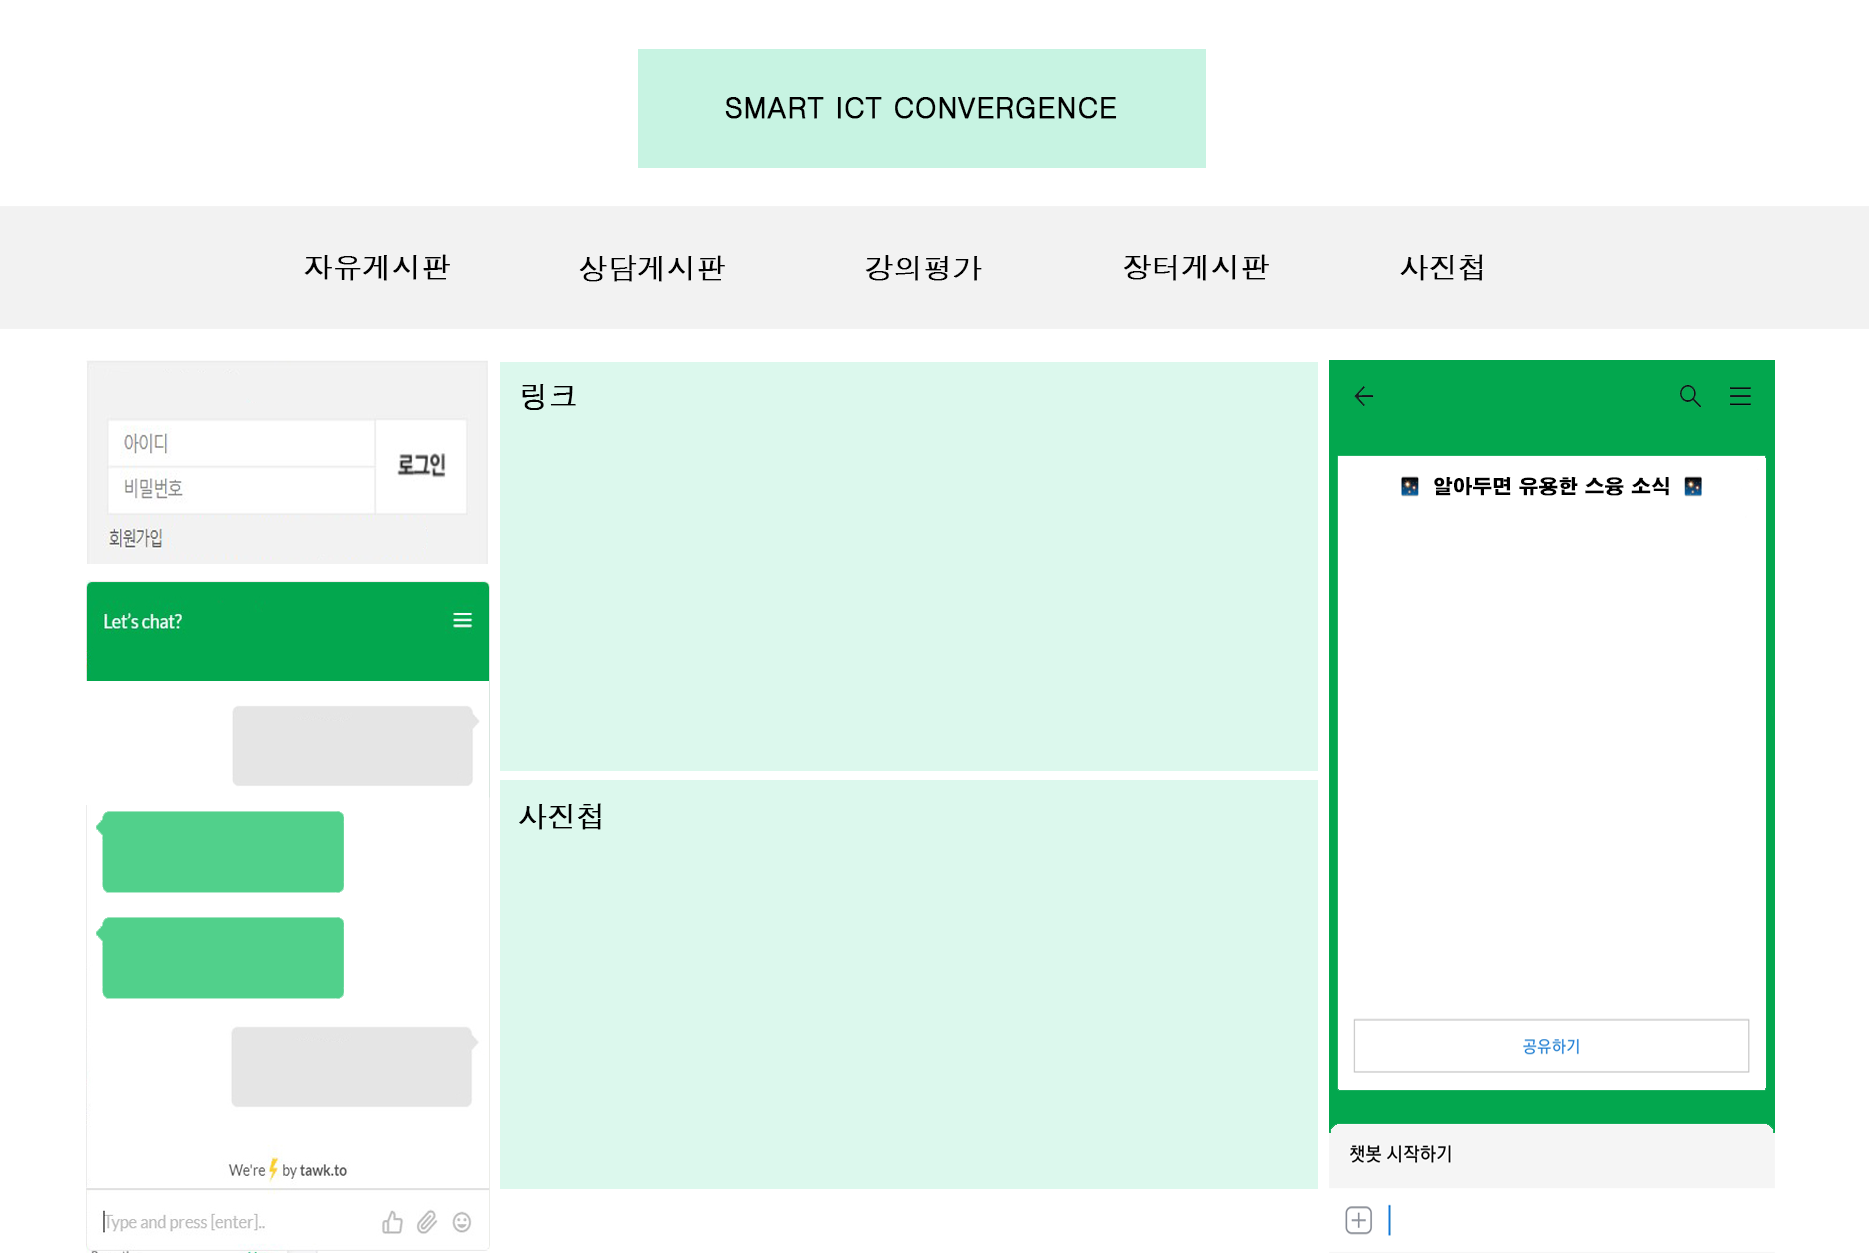 SMART ICT CONVERGENCE
자유게시판 상담게시판 강의평가 장터게시판 사진첩
아이디
비밀번호
로그인
회원가입
Let's chat?
We're⚡by tawk.to
Type and press [enter]..
링크
사진첩
🎇 알아두면 유용한 스융 소식 🎇
공유하기
챗봇 시작하기